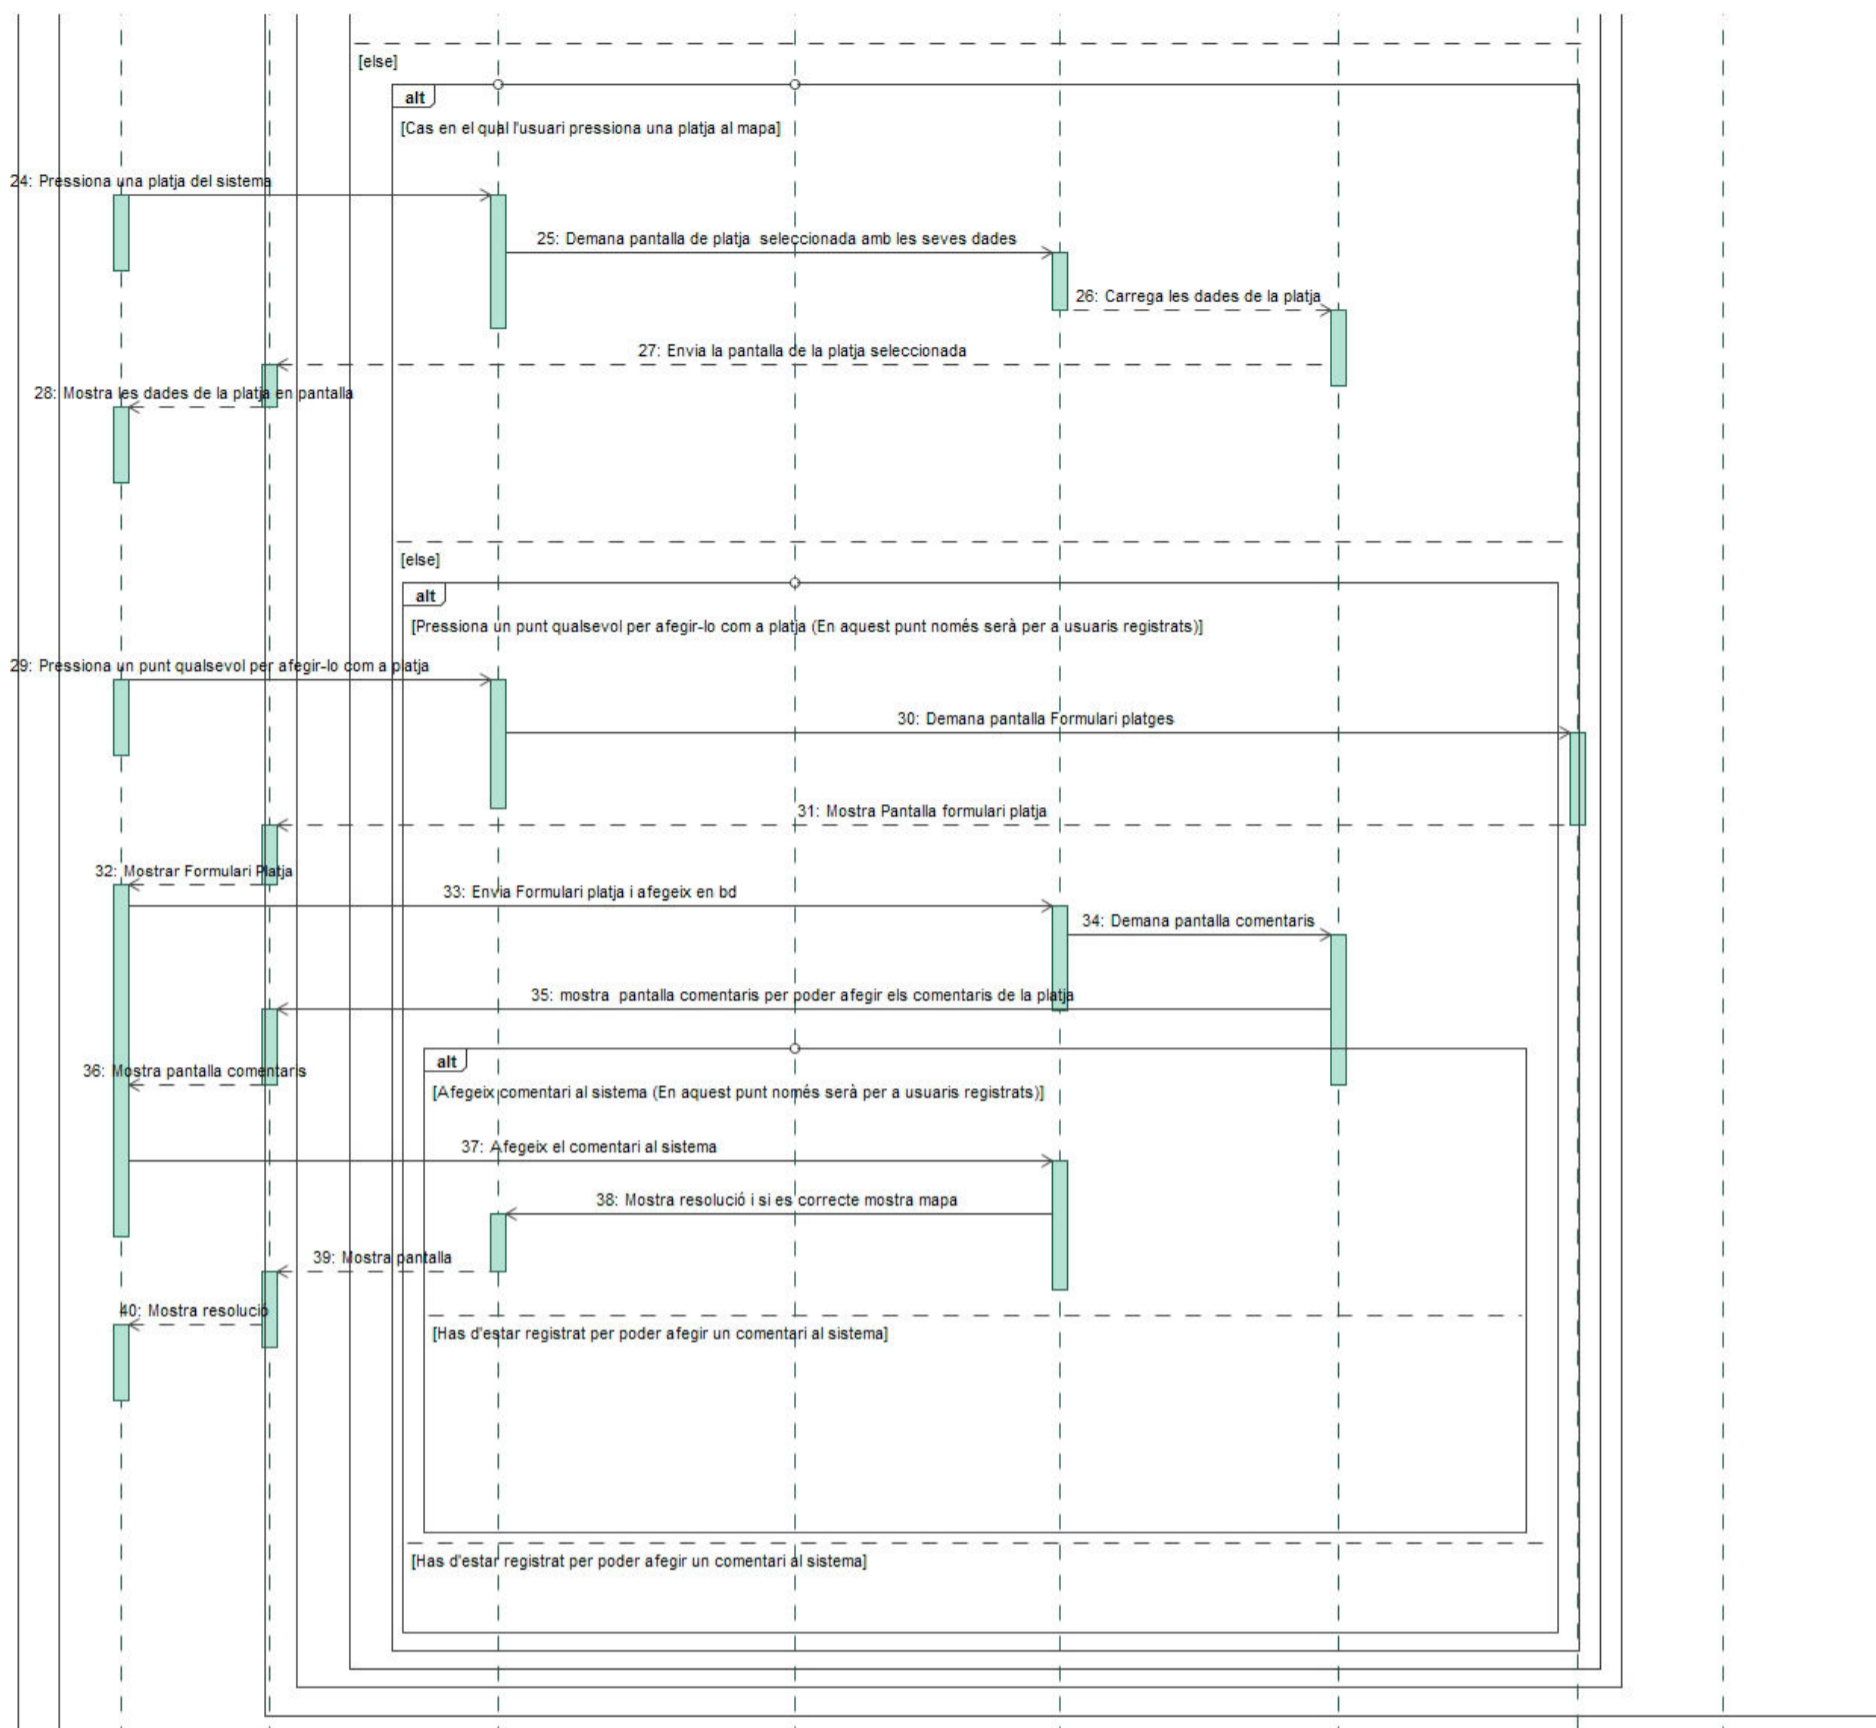 [else]
alt
[Cas en el qual l'usuari pressiona una platja al mapa]
24: Pressiona una platja del sistema
25: Demana pantalla de platja  seleccionada amb les seves dades
26: Carrega les dades de la platja
27: Envia la pantalla de la platja seleccionada
28: Mostra les dades de la platja en pantalla
[else]
alt
[Pressiona un punt qualsevol per afegir-lo com a platja (En aquest punt només serà per a usuaris registrats)]
29: Pressiona un punt qualsevol per afegir-lo com a platja
30: Demana pantalla Formulari platges
31: Mostra Pantalla formulari platja
32: Mostrar Formulari Platja
33: Envia Formulari platja i afegeix en bd
34: Demana pantalla comentaris
35: mostra  pantalla comentaris per poder afegir els comentaris de la platja
alt
36: Mostra pantalla comentaris
[Afegeix comentari al sistema (En aquest punt només serà per a usuaris registrats)]
37: Afegeix el comentari al sistema
38: Mostra resolució i si es correcte mostra mapa
39: Mostra pantalla
40: Mostra resolució
[Has d'estar registrat per poder afegir un comentari al sistema]
[Has d'estar registrat per poder afegir un comentari al sistema]